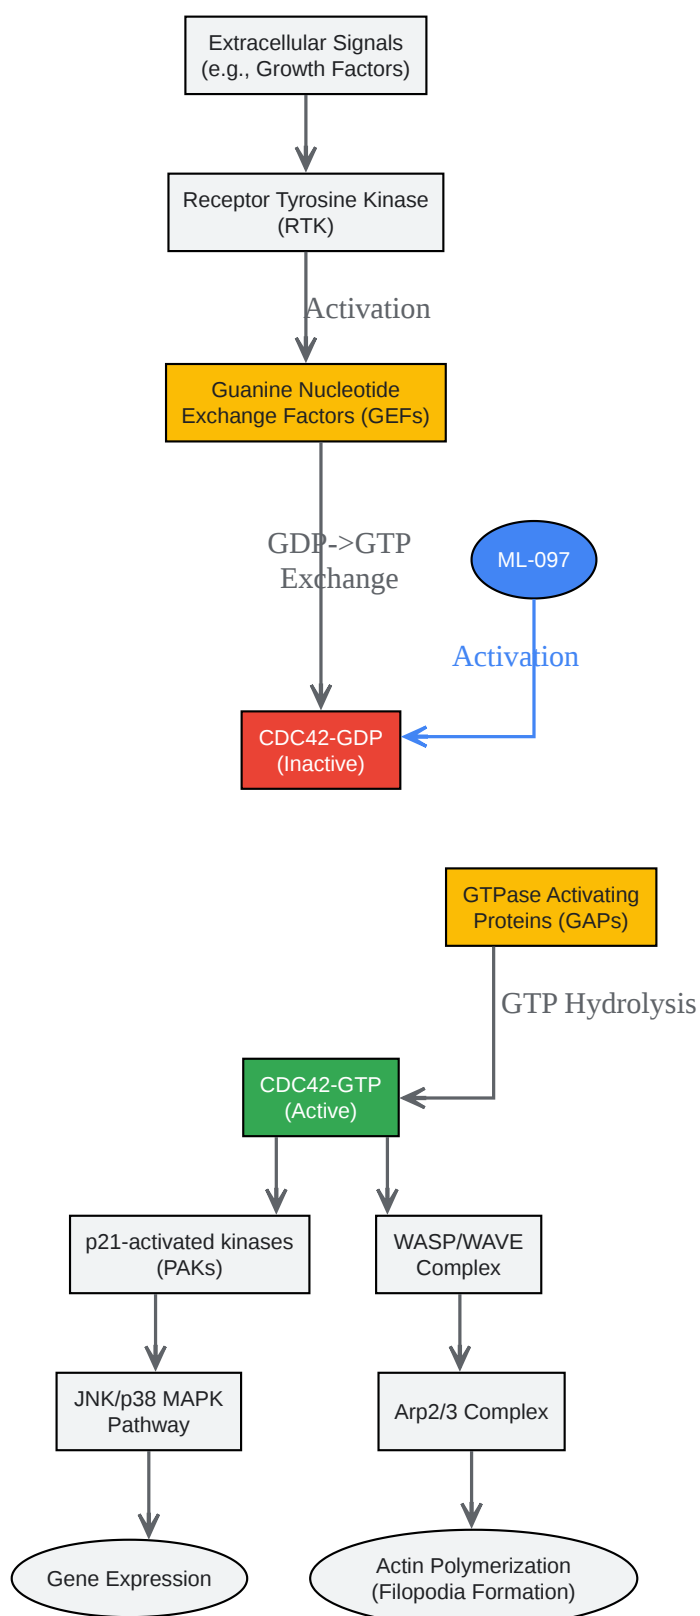 Extracellular Signals
(e.g., Growth Factors)
Receptor Tyrosine Kinase
(RTK)
Activation
Guanine Nucleotide
Exchange Factors (GEFs)
GDP->GTP
Exchange
ML-097
Activation
CDC42-GDP
(Inactive)
GTPase Activating
Proteins (GAPs)
GTP Hydrolysis
CDC42-GTP
(Active)
p21-activated kinases
(PAKs)
WASP/WAVE
Complex
JNK/p38 MAPK
Pathway
Arp2/3 Complex
Gene Expression
Actin Polymerization
(Filopodia Formation)